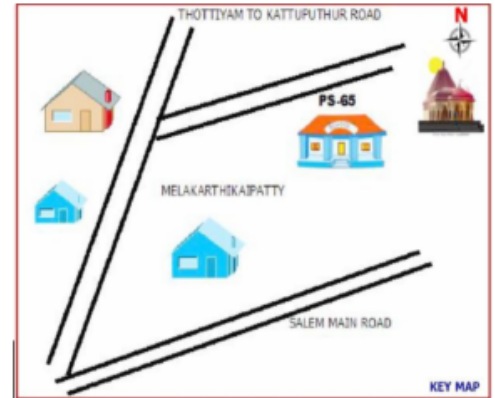 THOTTIYAM TO KATTUPUTHUR ROAD
N
PS-65
MELAKARTHIKAIPATTY
SALEM MAIN ROAD
KEY MAP